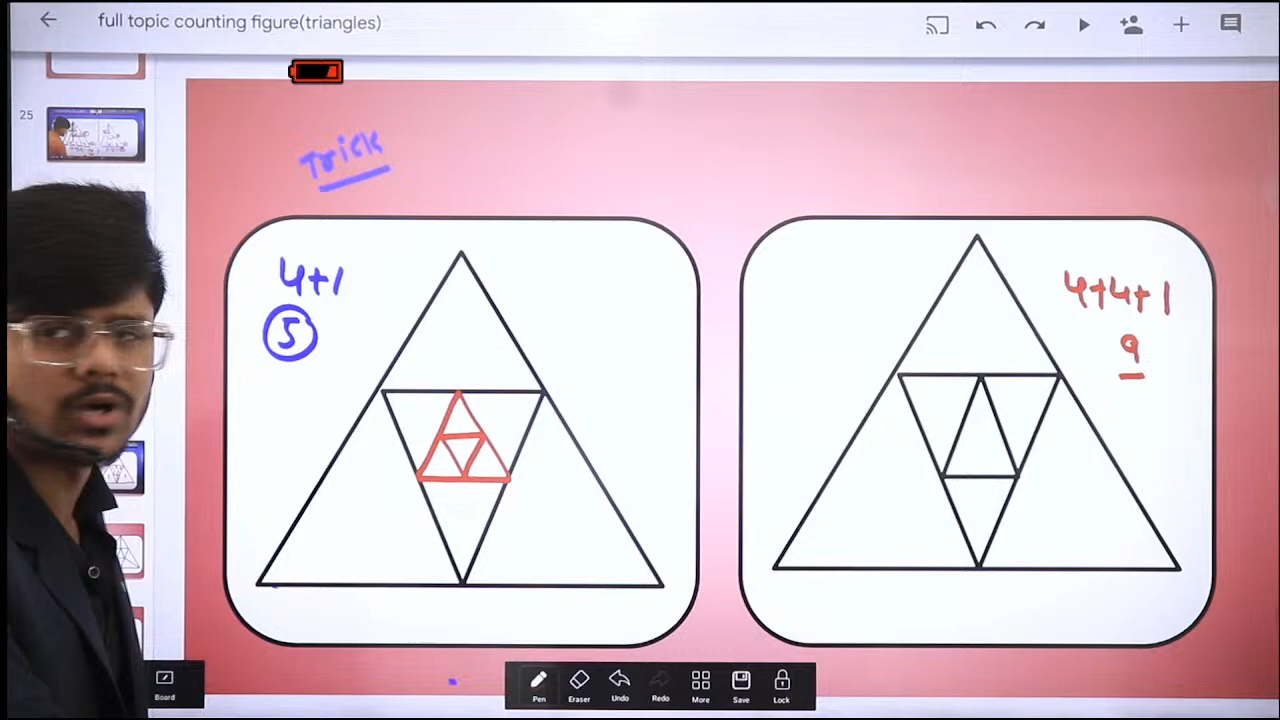 full topic counting figure(triangles)
25
Trick
4+1
5
4+4+1
9
Board
Pen
Eraser
Undo
Redo
More
Save
Lock